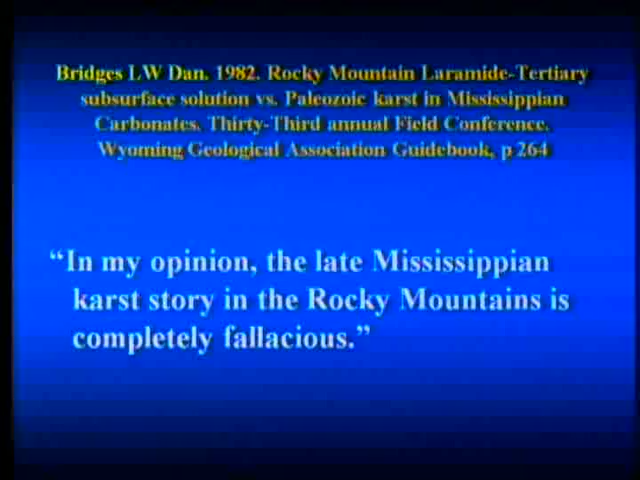 Bridges LW Dan. 1982. Rocky Mountain Laramide-Tertiary
subsurface solution vs. Paleozoic karst in Mississippian
Carbonates. Thirty-Third annual Field Conference.
Wyoming Geological Association Guidebook, p 264
“In my opinion, the late Mississippian
karst story in the Rocky Mountains is
completely fallacious.”